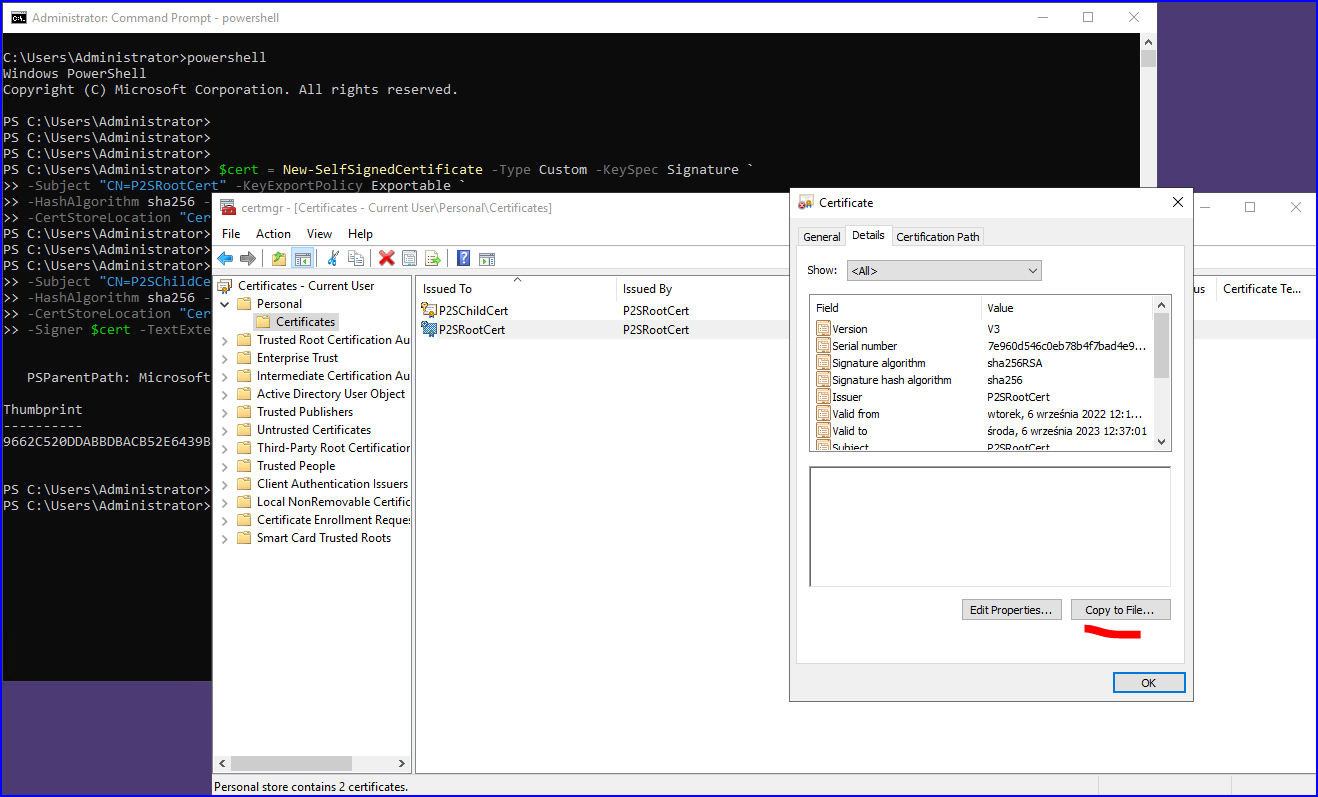 Administrator: Command Prompt - powershell
C:\Users\Administrator>powershell
Windows PowerShell
Copyright (C) Microsoft Corporation. All rights reserved.
PS C:\Users\Administrator>
PS C:\Users\Administrator>
PS C:\Users\Administrator>
PS C:\Users\Administrator> $cert = New-SelfSignedCertificate -Type Custom -KeySpec Signature `
>> -Subject "CN=P2SRootCert" -KeyExportPolicy Exportable `
>> -HashAlgorithm sha256 -
>> -CertStoreLocation "Cer
PS C:\Users\Administrator>
PS C:\Users\Administrator>
PS C:\Users\Administrator>
>> -Subject "CN=P2SChildCe
>> -HashAlgorithm sha256 -
>> -CertStoreLocation "Cer
>> -Signer $cert -TextExte
PSParentPath: Microsoft
Thumbprint
----------
9662C520DDABBDBACB52E6439B
PS C:\Users\Administrator>
PS C:\Users\Administrator>
certmgr - [Certificates - Current User\Personal\Certificates]
File Action View Help
Certificates - Current User
Personal
Certificates
Trusted Root Certification Au
Enterprise Trust
Intermediate Certification Au
Active Directory User Object
Trusted Publishers
Untrusted Certificates
Third-Party Root Certification
Trusted People
Client Authentication Issuers
Local NonRemovable Certific
Certificate Enrollment Reques
Smart Card Trusted Roots
Issued To Issued By
P2SChildCert P2SRootCert
P2SRootCert P2SRootCert
us Certificate Te...
Personal store contains 2 certificates.
Certificate
General Details Certification Path
Show: <All>
Field Value
Version V3
Serial number 7e960d546c0eb78b4f7bad4e9...
Signature algorithm sha256RSA
Signature hash algorithm sha256
Issuer P2SRootCert
Valid from wtorek, 6 września 2022 12:1...
Valid to środa, 6 września 2023 12:37:01
Subject P2SRootCert
Edit Properties... Copy to File...
OK